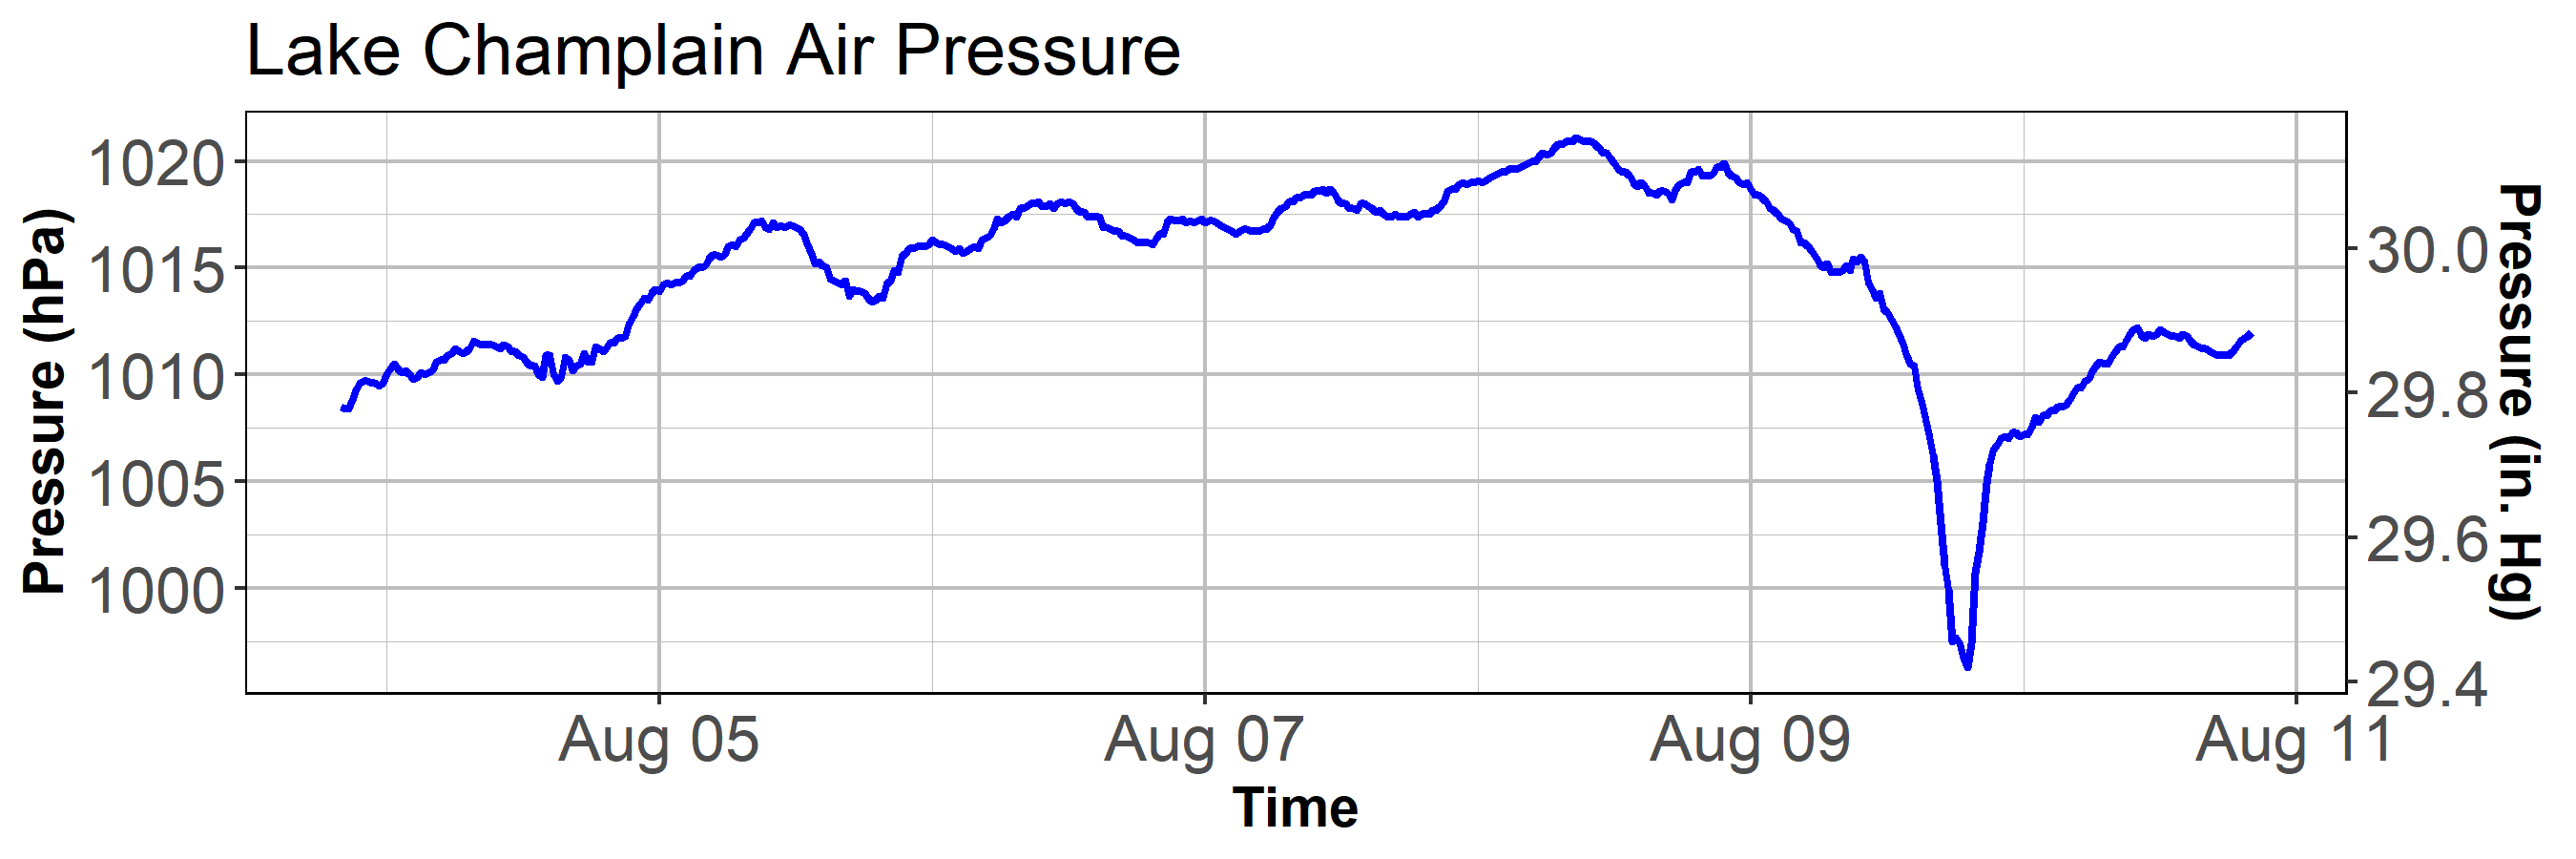 Lake Champlain Air Pressure
Pressure (hPa)
1020
1015
1010
1005
1000
30.0
29.8
29.6
29.4
Pressure (in. Hg)
Aug 05 Aug 07 Aug 09 Aug 11
Time